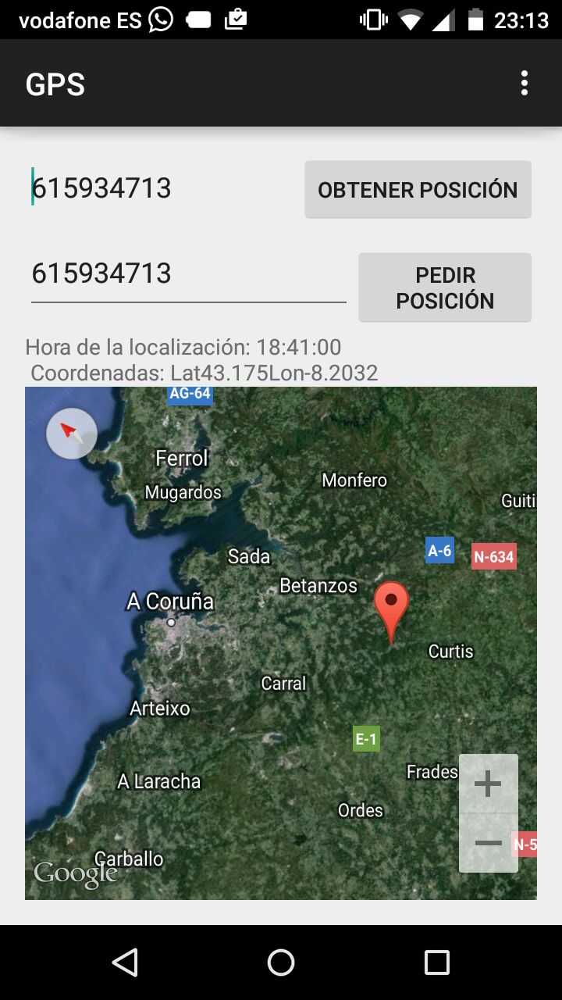 vodafone ES 23:13
GPS
615934713 OBTENER POSICIÓN
615934713 PEDIR
POSICIÓN
Hora de la localización: 18:41:00
Coordenadas: Lat43.175Lon-8.2032
AG-64
Ferrol
Monfero
Mugardos
Guiti
A-6
N-634
Sada
Betanzos
A Coruña
Curtis
Carral
Arteixo
E-1
Frades
A Laracha
Ordes
N-5
Carballo
Google